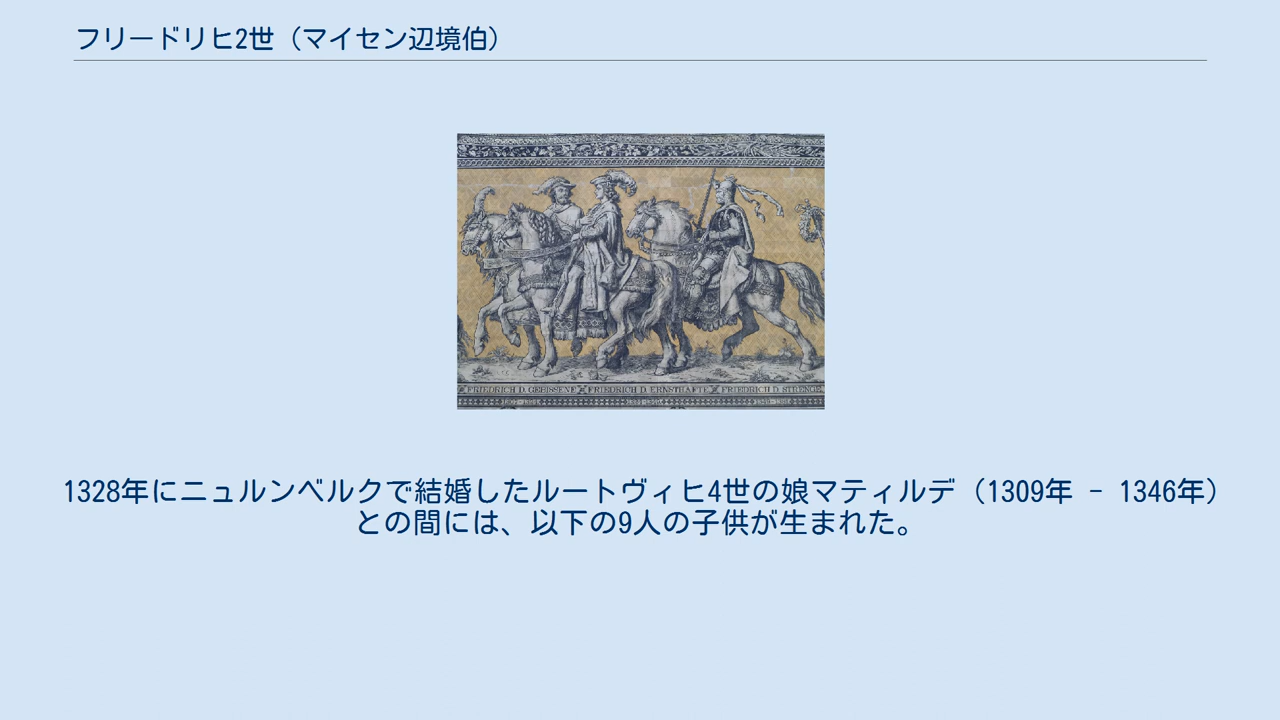 フリードリヒ2世（マイセン辺境伯）
FRIEDRICH D. GEBISSENE FRIEDRICH D. ERNSTHAFTE FRIEDRICH D. STRENGE
1328年にニュルンベルクで結婚したルートヴィヒ4世の娘マティルデ（1309年 - 1346年）
との間には、以下の9人の子供が生まれた。